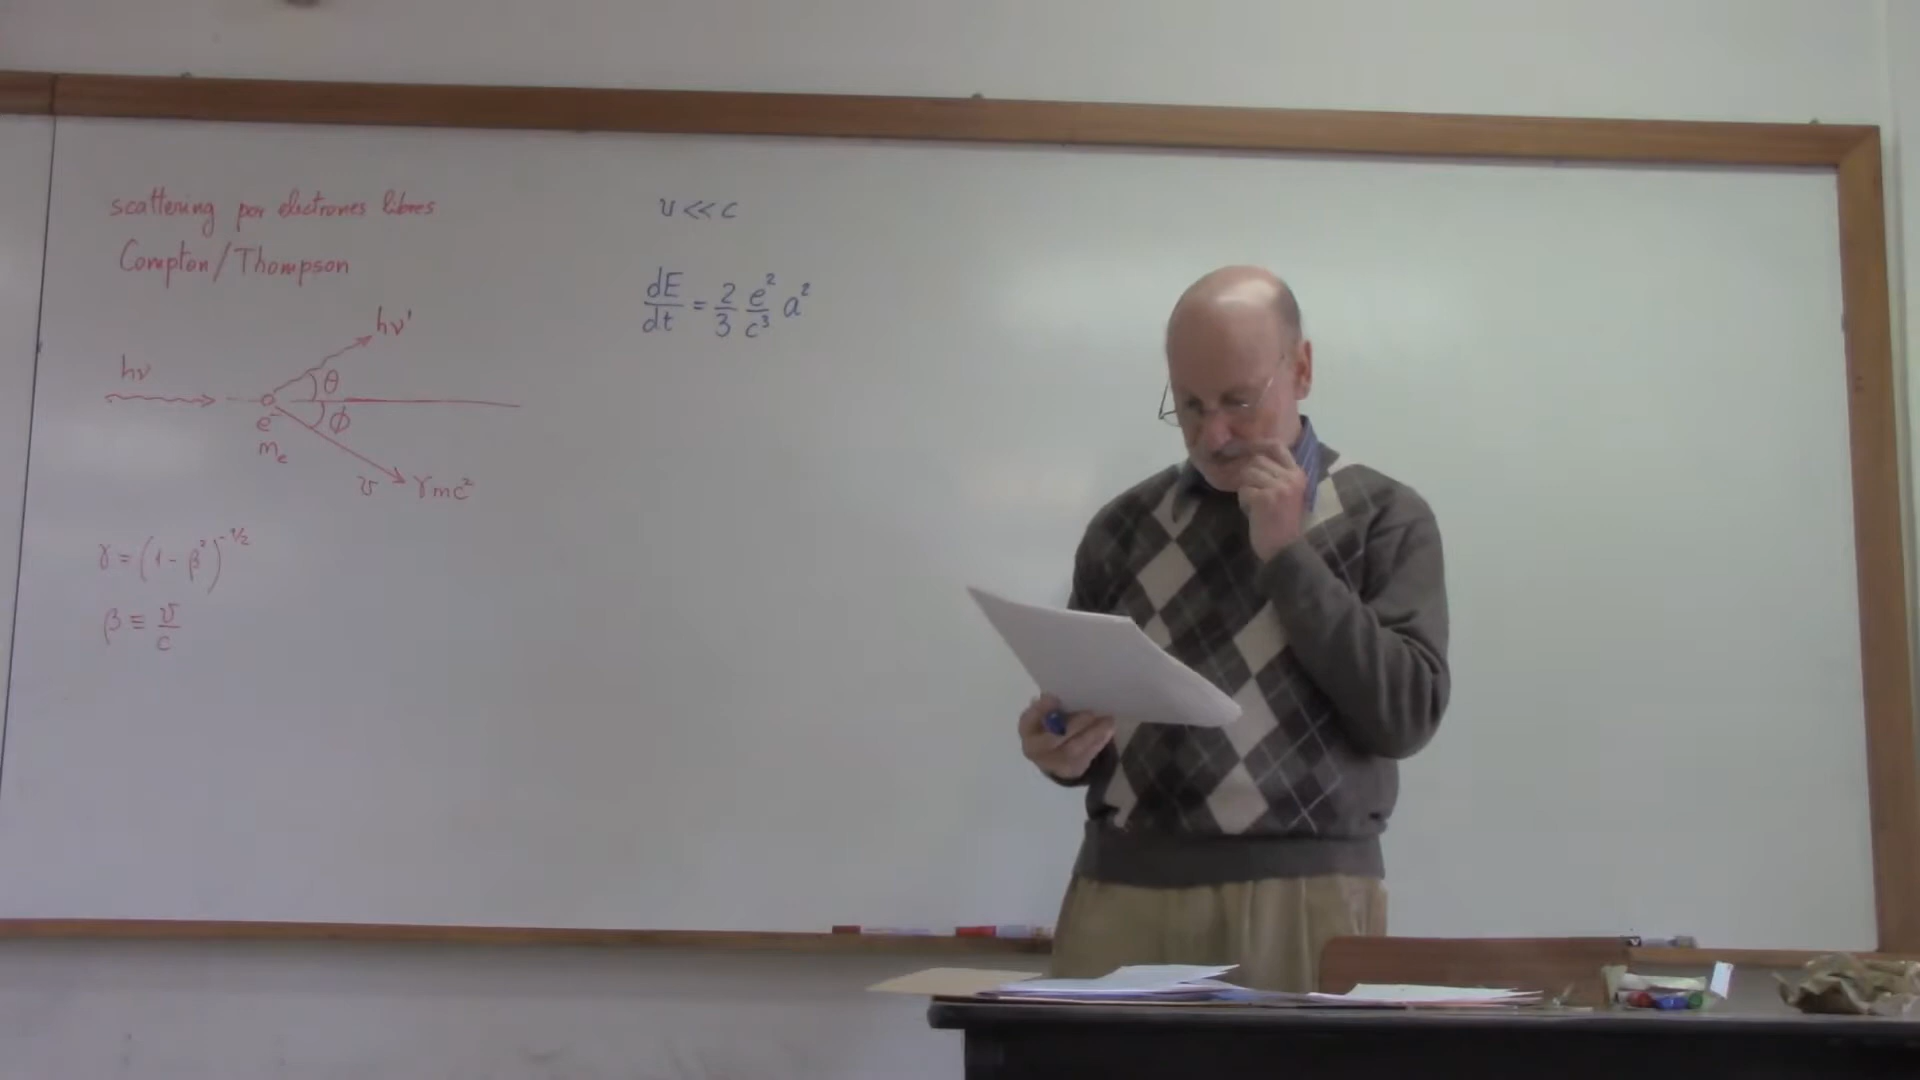 scattering por electrones libres
Compton/Thompson
hν'
hν
θ
e⁻
ϕ
m_e
v γmc²
γ = (1 - β²)^{-1/2}
β ≡ v/c
v << c
dE/dt = 2/3 e²/c³ a²